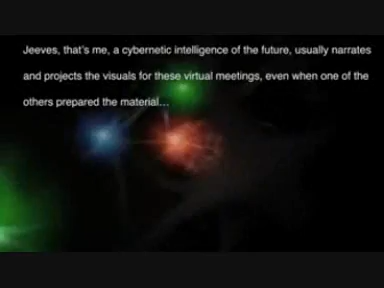 Jeeves, that's me, a cybernetic intelligence of the future, usually narrates
and projects the visuals for these virtual meetings, even when one of the
others prepared the material…